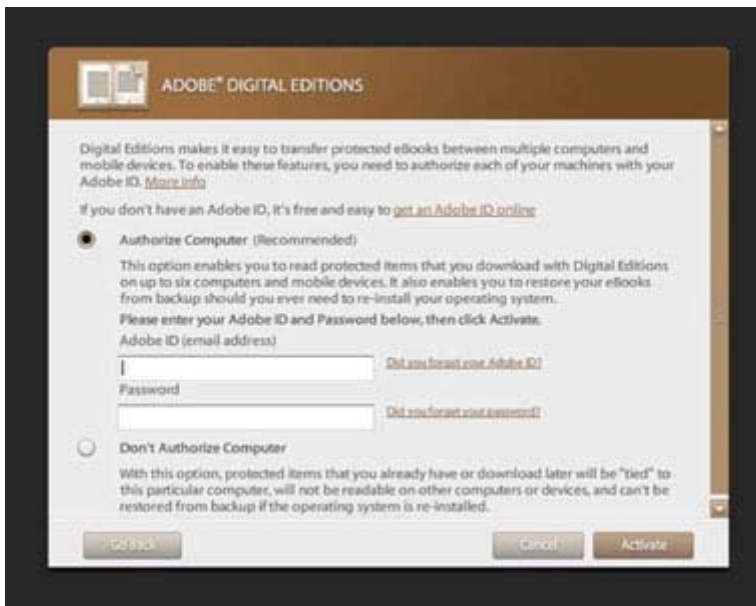 ADOBE® DIGITAL EDITIONS
Digital Editions makes it easy to transfer protected eBooks between multiple computers and
mobile devices. To enable these features, you need to authorize each of your machines with your
Adobe ID. More info
If you don't have an Adobe ID, it's free and easy to get an Adobe ID online
Authorize Computer (Recommended)
This option enables you to read protected items that you download with Digital Editions
on up to six computers and mobile devices. It also enables you to restore your eBooks
from backup should you ever need to re-install your operating system.
Please enter your Adobe ID and Password below, then click Activate.
Adobe ID (email address)
Did you forget your Adobe ID?
Password
Did you forget your password?
Don't Authorize Computer
With this option, protected items that you already have or download later will be "tied" to
this particular computer, will not be readable on other computers or devices, and can't be
restored from backup if the operating system is re-installed.
Go Back Cancel Activate